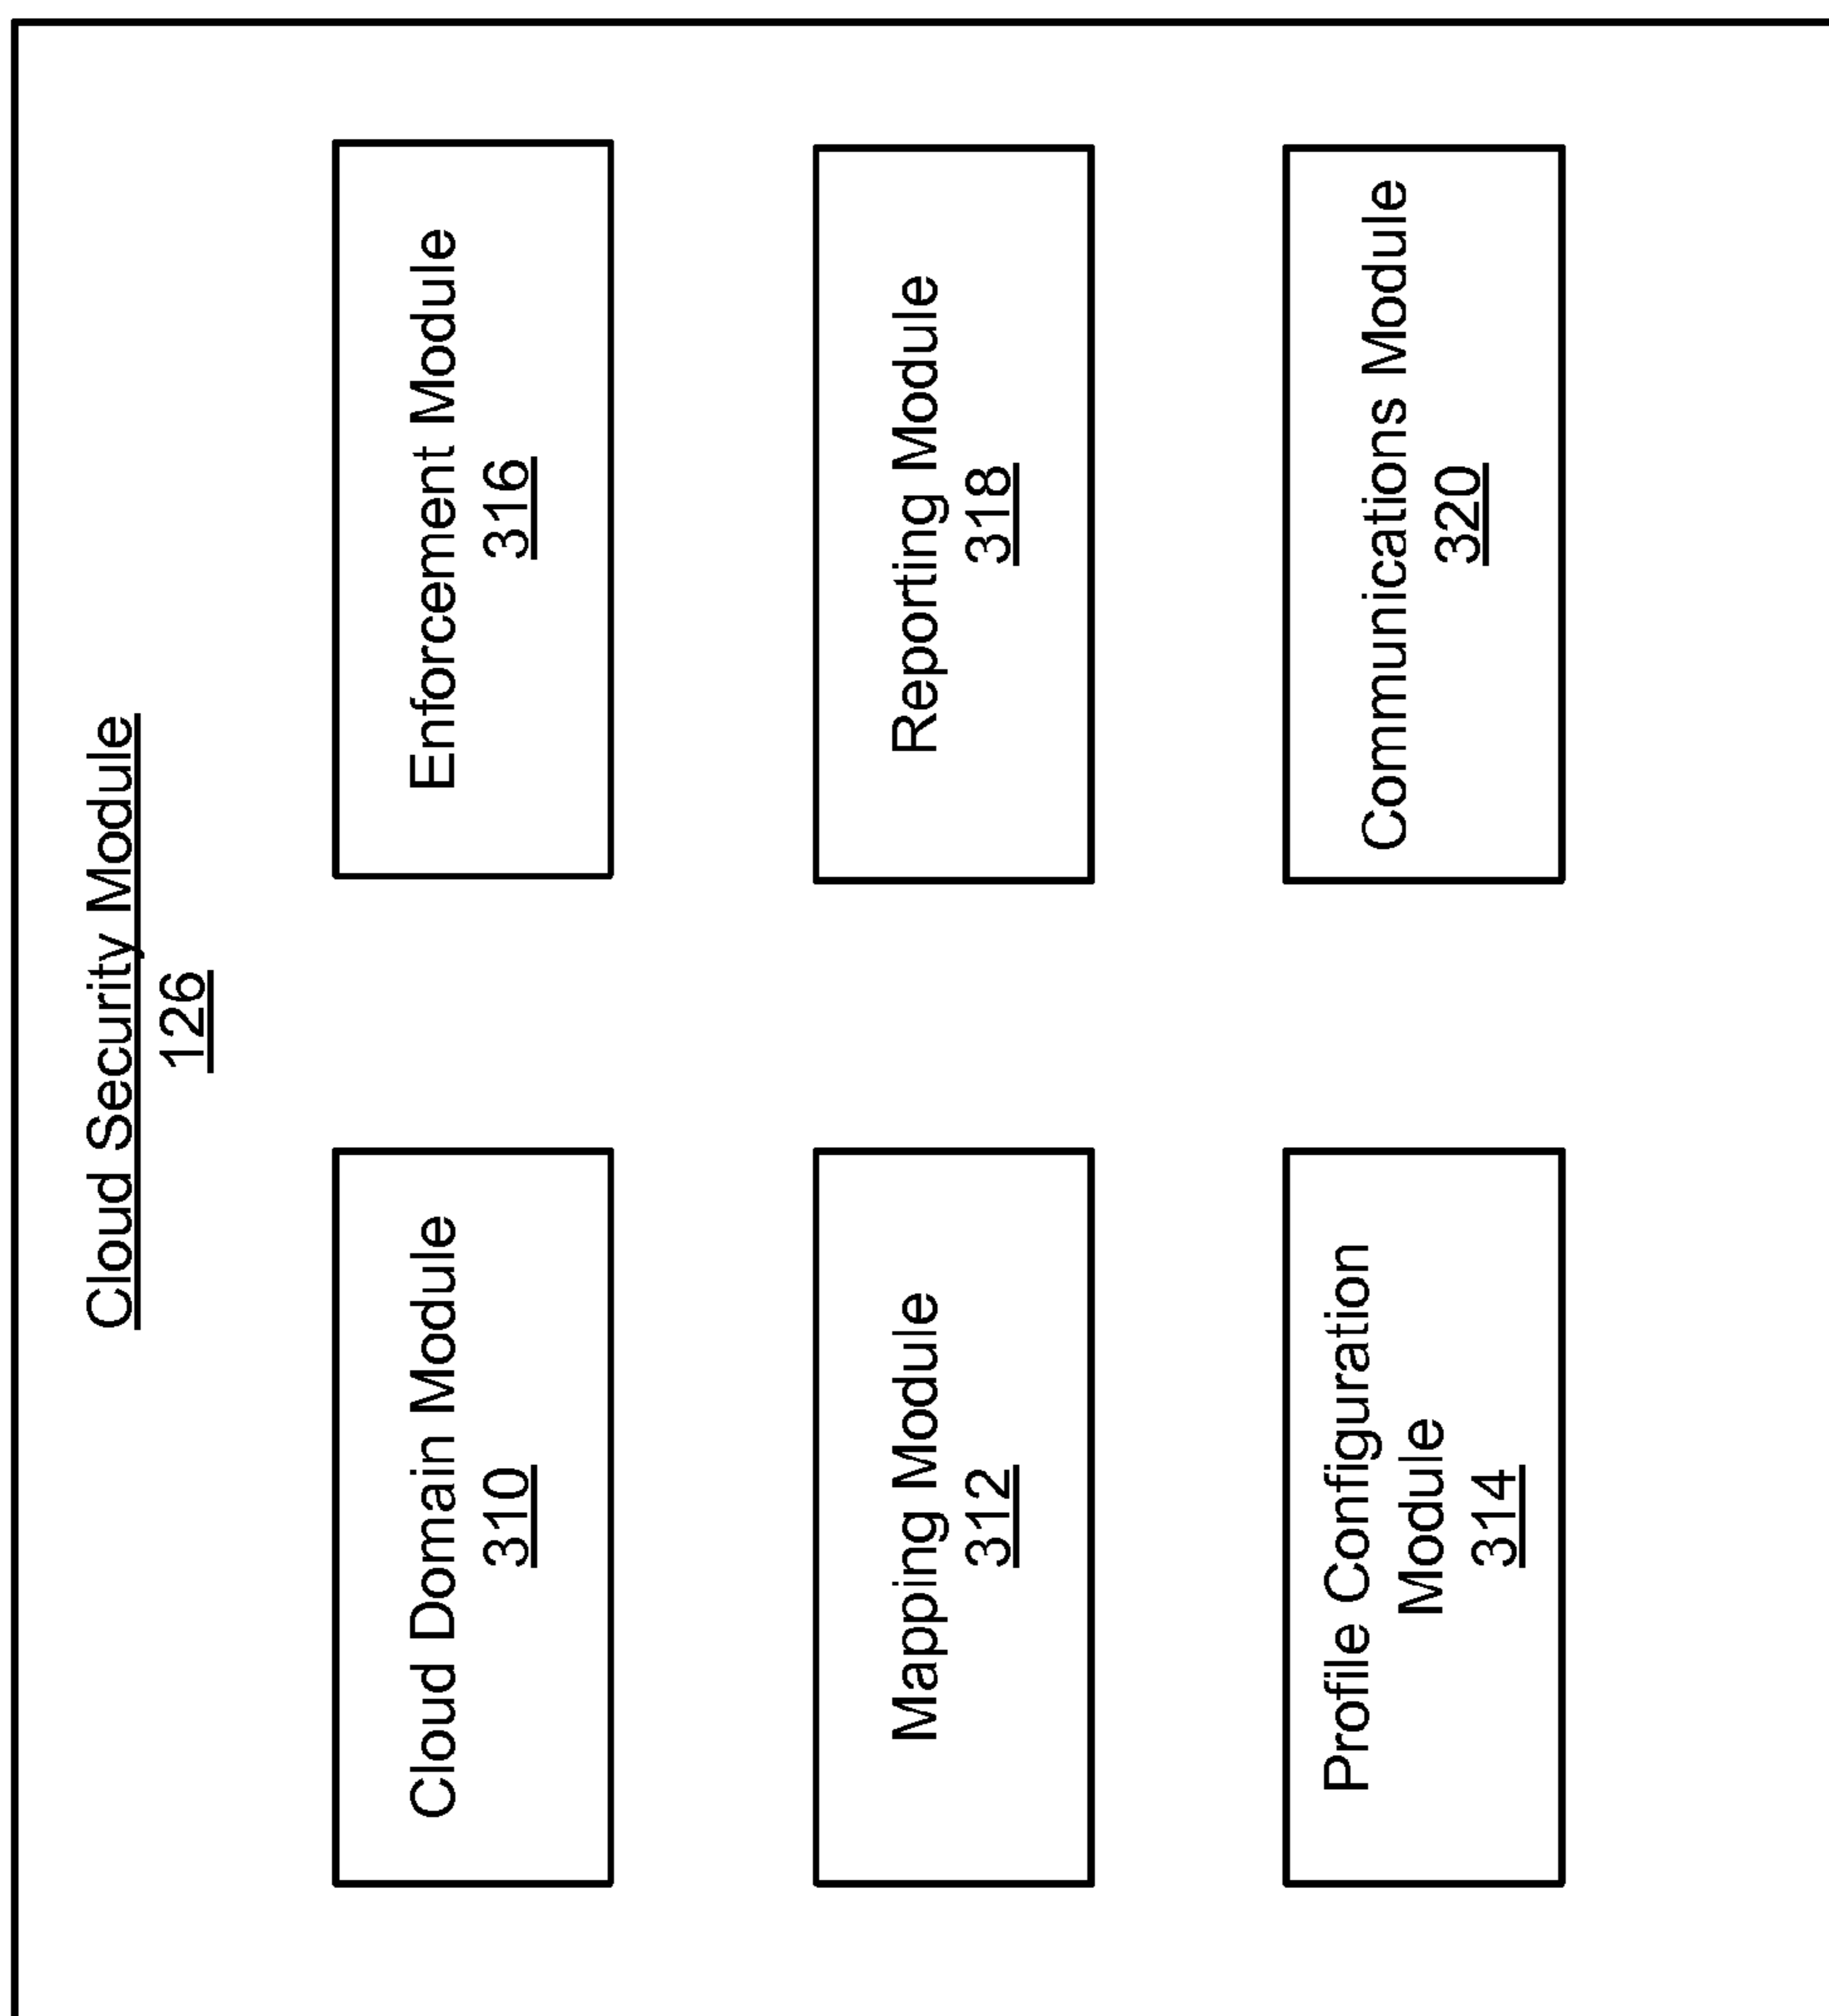 Cloud Security Module
126
Cloud Domain Module
310
Enforcement Module
316
Mapping Module
312
Reporting Module
318
Profile Configuration
Module
314
Communications Module
320